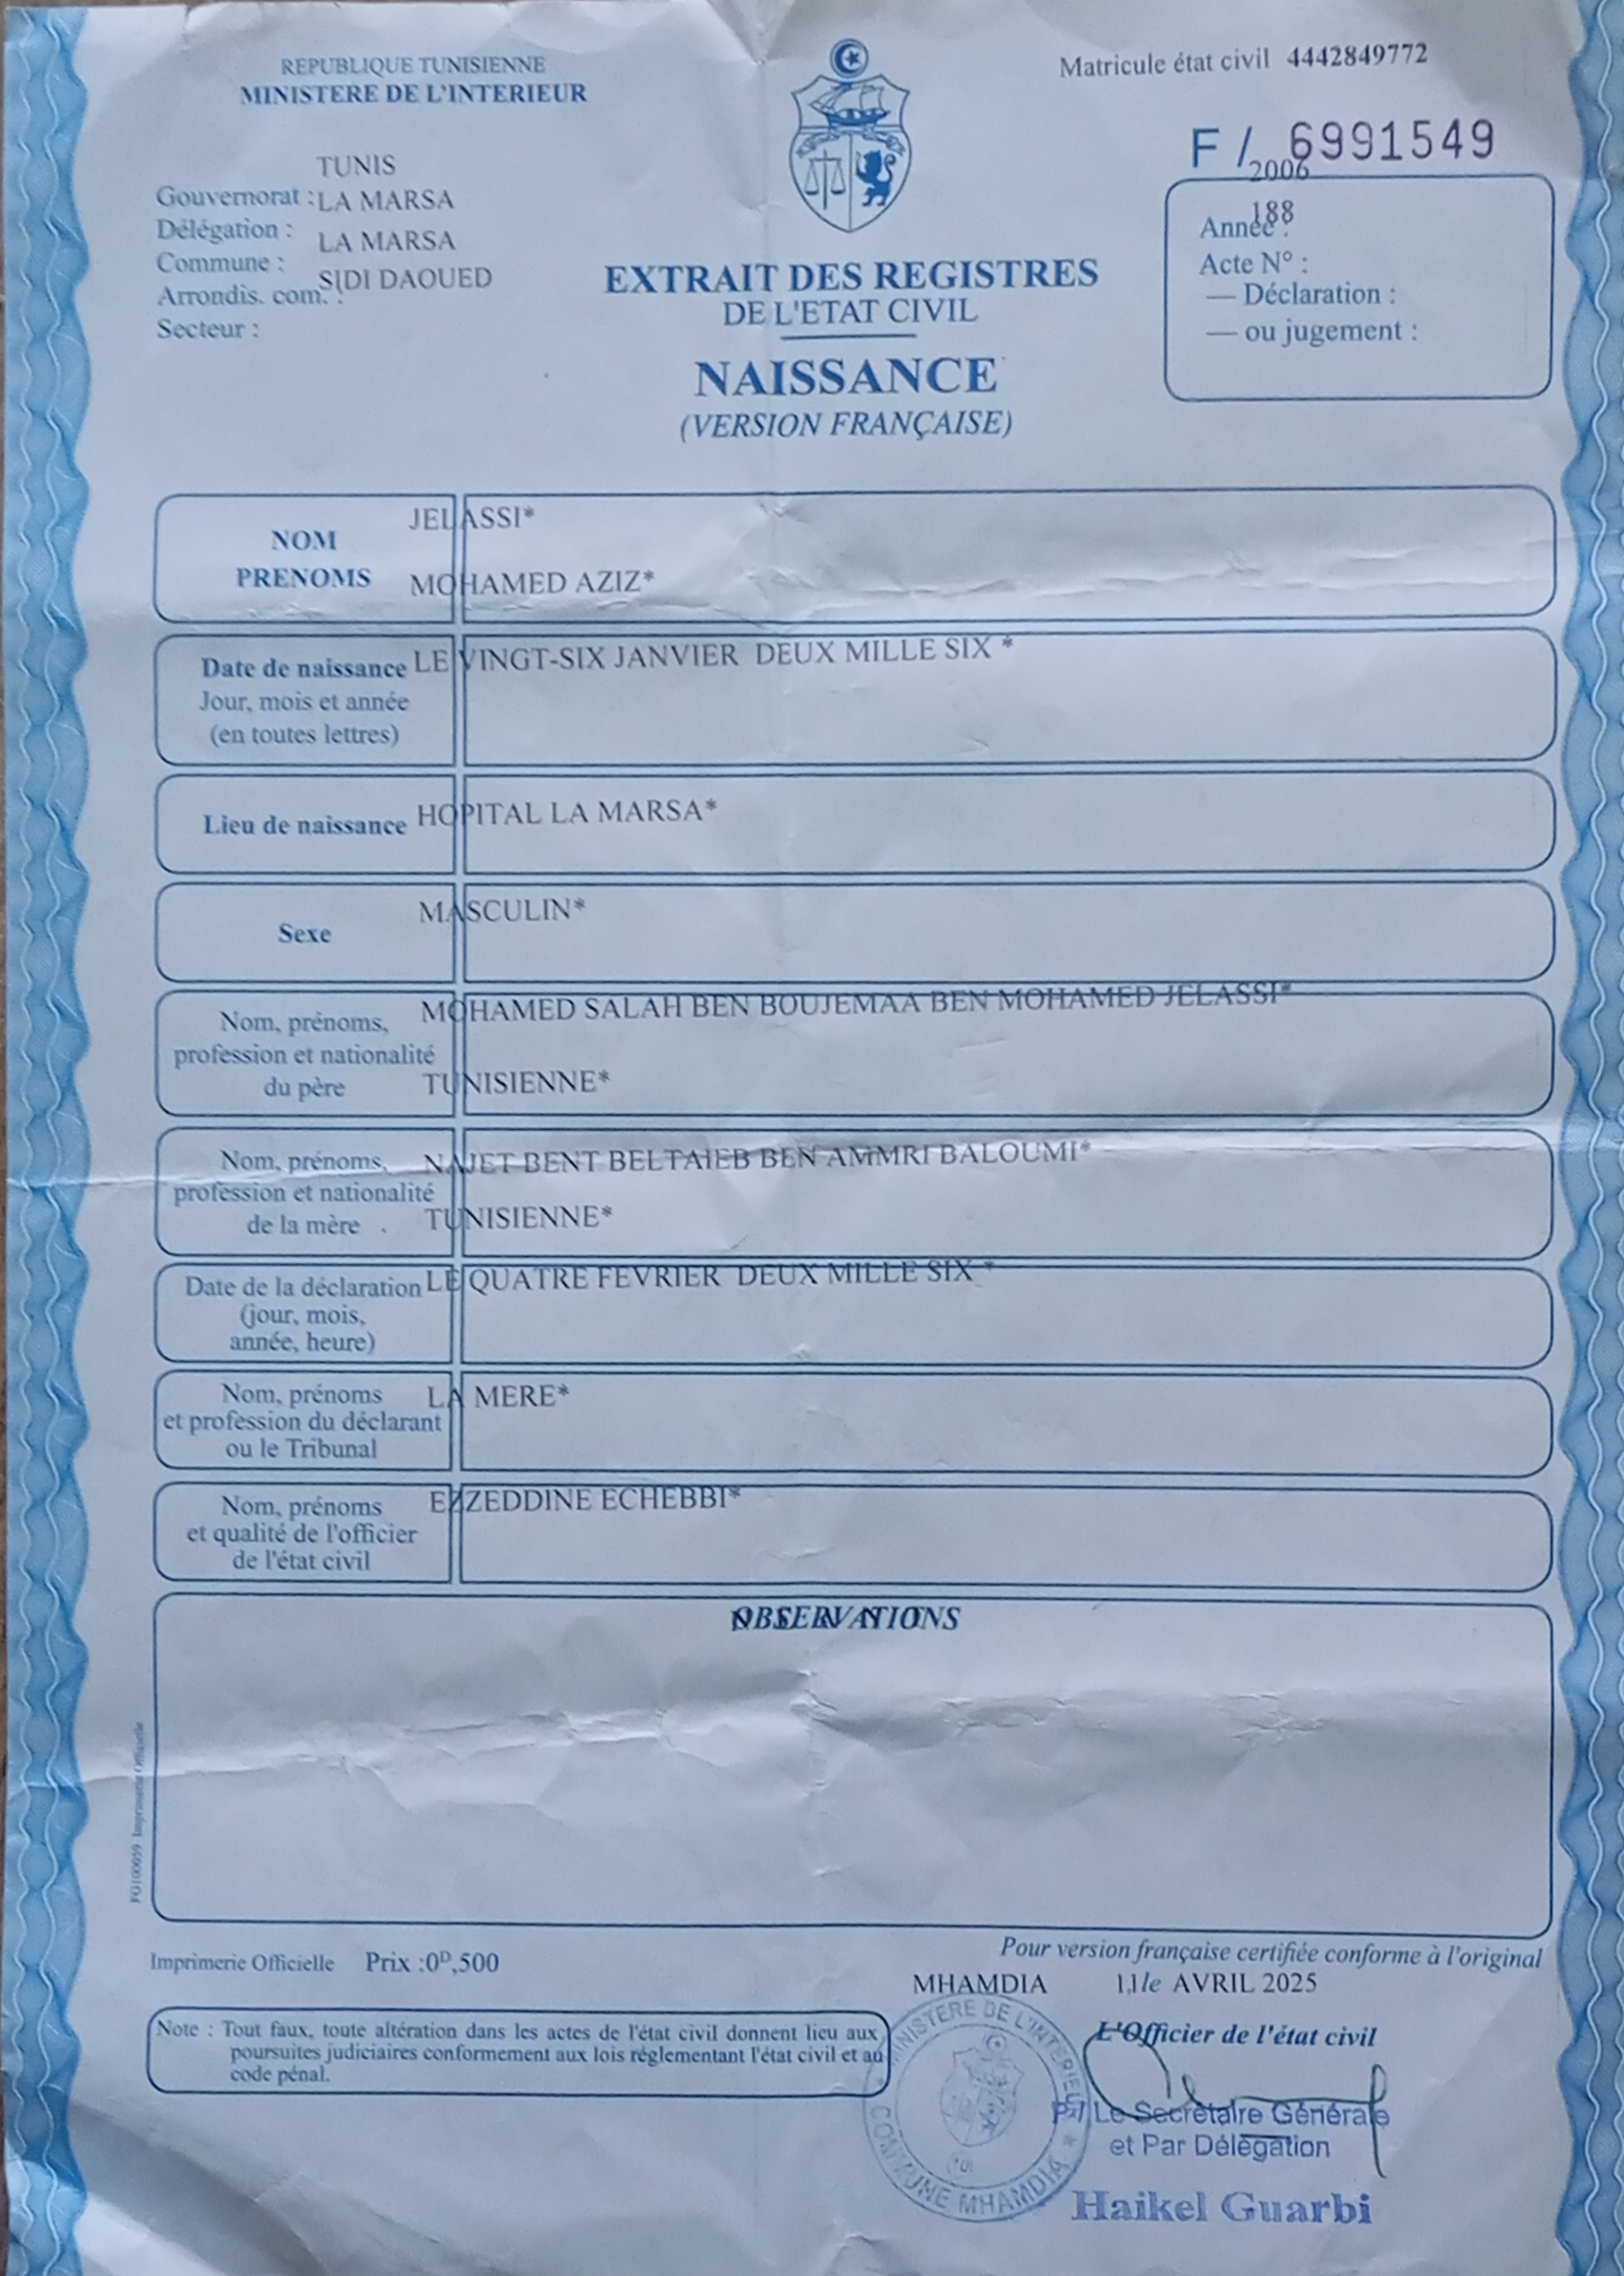 REPUBLIQUE TUNISIENNE
MINISTERE DE L'INTERIEUR
Matricule état civil 4442849772
F / 6991549
TUNIS
Gouvernorat : LA MARSA
Délégation :
LA MARSA
Commune :
SIDI DAOUED
Arrondis. com. :
Secteur :
2006
188
Année :
Acte N° :
— Déclaration :
— ou jugement :
EXTRAIT DES REGISTRES
DE L'ETAT CIVIL
NAISSANCE
(VERSION FRANÇAISE)
NOM
PRENOMS
JELASSI*
MOHAMED AZIZ*
Date de naissance
Jour, mois et année
(en toutes lettres)
LE VINGT-SIX JANVIER DEUX MILLE SIX *
Lieu de naissance
HOPITAL LA MARSA*
Sexe
MASCULIN*
Nom, prénoms,
profession et nationalité
du père
MOHAMED SALAH BEN BOUJEMAA BEN MOHAMED JELASSI*
TUNISIENNE*
Nom, prénoms,
profession et nationalité
de la mère .
NAJET BENT BELTAIEB BEN AMMRI BALOUMI*
TUNISIENNE*
Date de la déclaration
(jour, mois,
année, heure)
LE QUATRE FEVRIER DEUX MILLE SIX *
Nom, prénoms
et profession du déclarant
ou le Tribunal
LA MERE*
Nom, prénoms
et qualité de l'officier
de l'état civil
EZZEDDINE ECHEBBI*
OBSERVATIONS
FG100059 Imprimerie Officielle
Imprimerie Officielle Prix :0D,500
Pour version française certifiée conforme à l'original
MHAMDIA 11 le AVRIL 2025
L'Officier de l'état civil
Note : Tout faux, toute altération dans les actes de l'état civil donnent lieu aux
poursuites judiciaires conformement aux lois réglementant l'état civil et au
code pénal.
MINISTERE DE L'INTERIEUR
COMMUNE MHAMDIA
P/ Le Secrètaire Génèrale
et Par Délègation
Haikel Guarbi